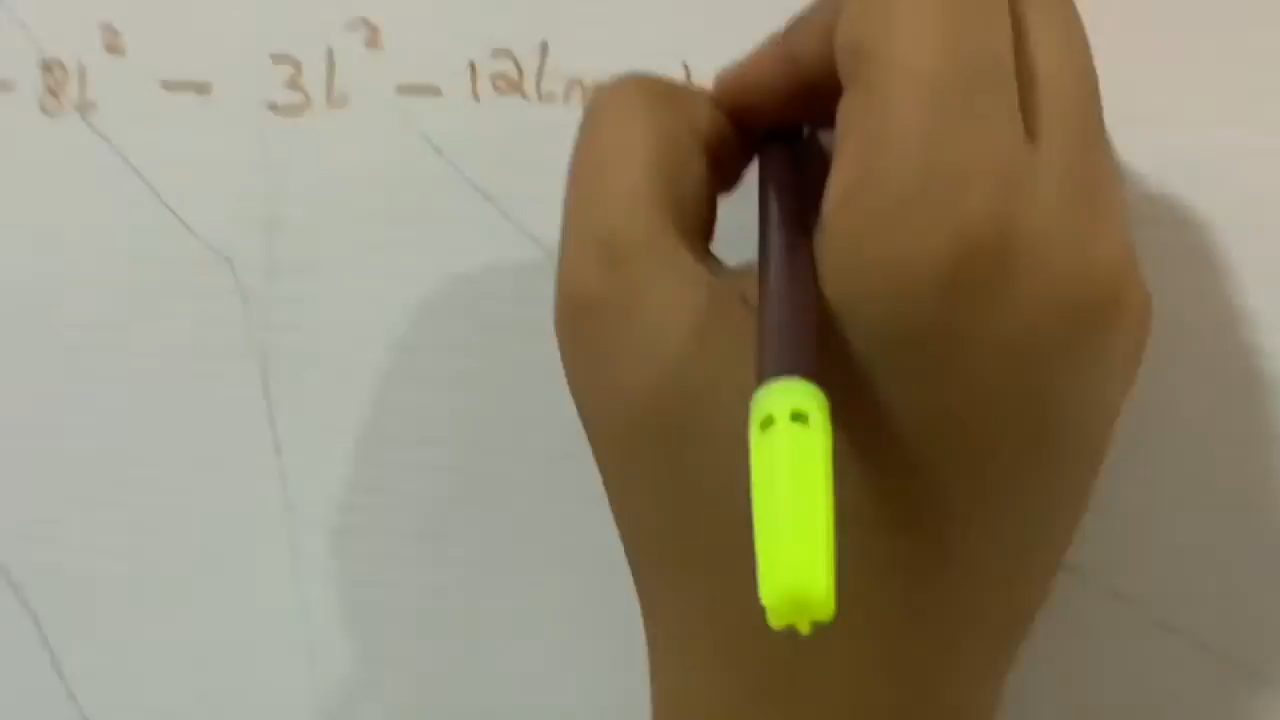 - 8l² - 3l² - 12l